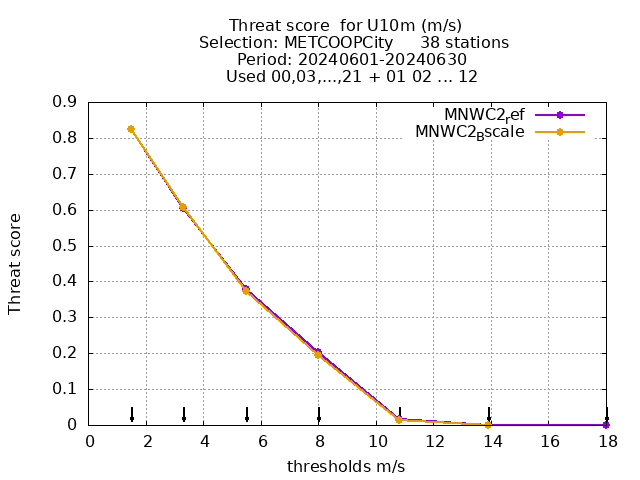 Threat score  for U10m (m/s)
Selection: METCOOPCity     38 stations
Period: 20240601-20240630
Used 00,03,...,21 + 01 02 ... 12
MNWC2ref
MNWC2Bscale
Threat score
0.9
0.8
0.7
0.6
0.5
0.4
0.3
0.2
0.1
0
0 2 4 6 8 10 12 14 16 18
thresholds m/s